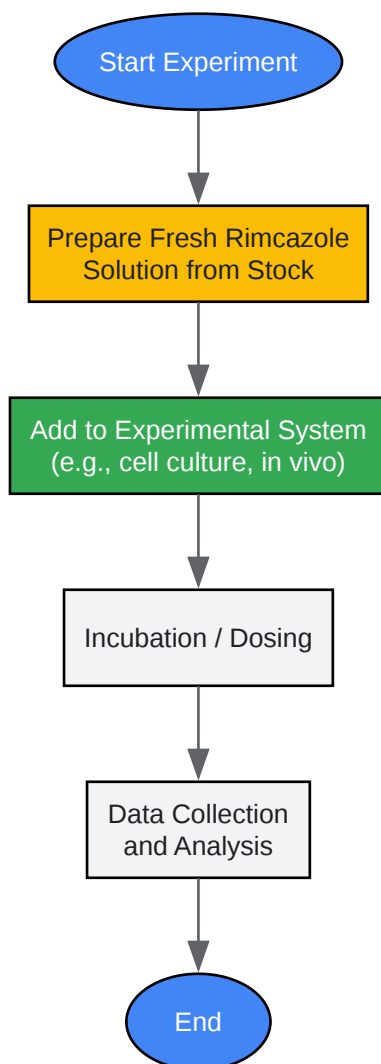 Start Experiment
Prepare Fresh Rimcazole
Solution from Stock
Add to Experimental System
(e.g., cell culture, in vivo)
Incubation / Dosing
Data Collection
and Analysis
End